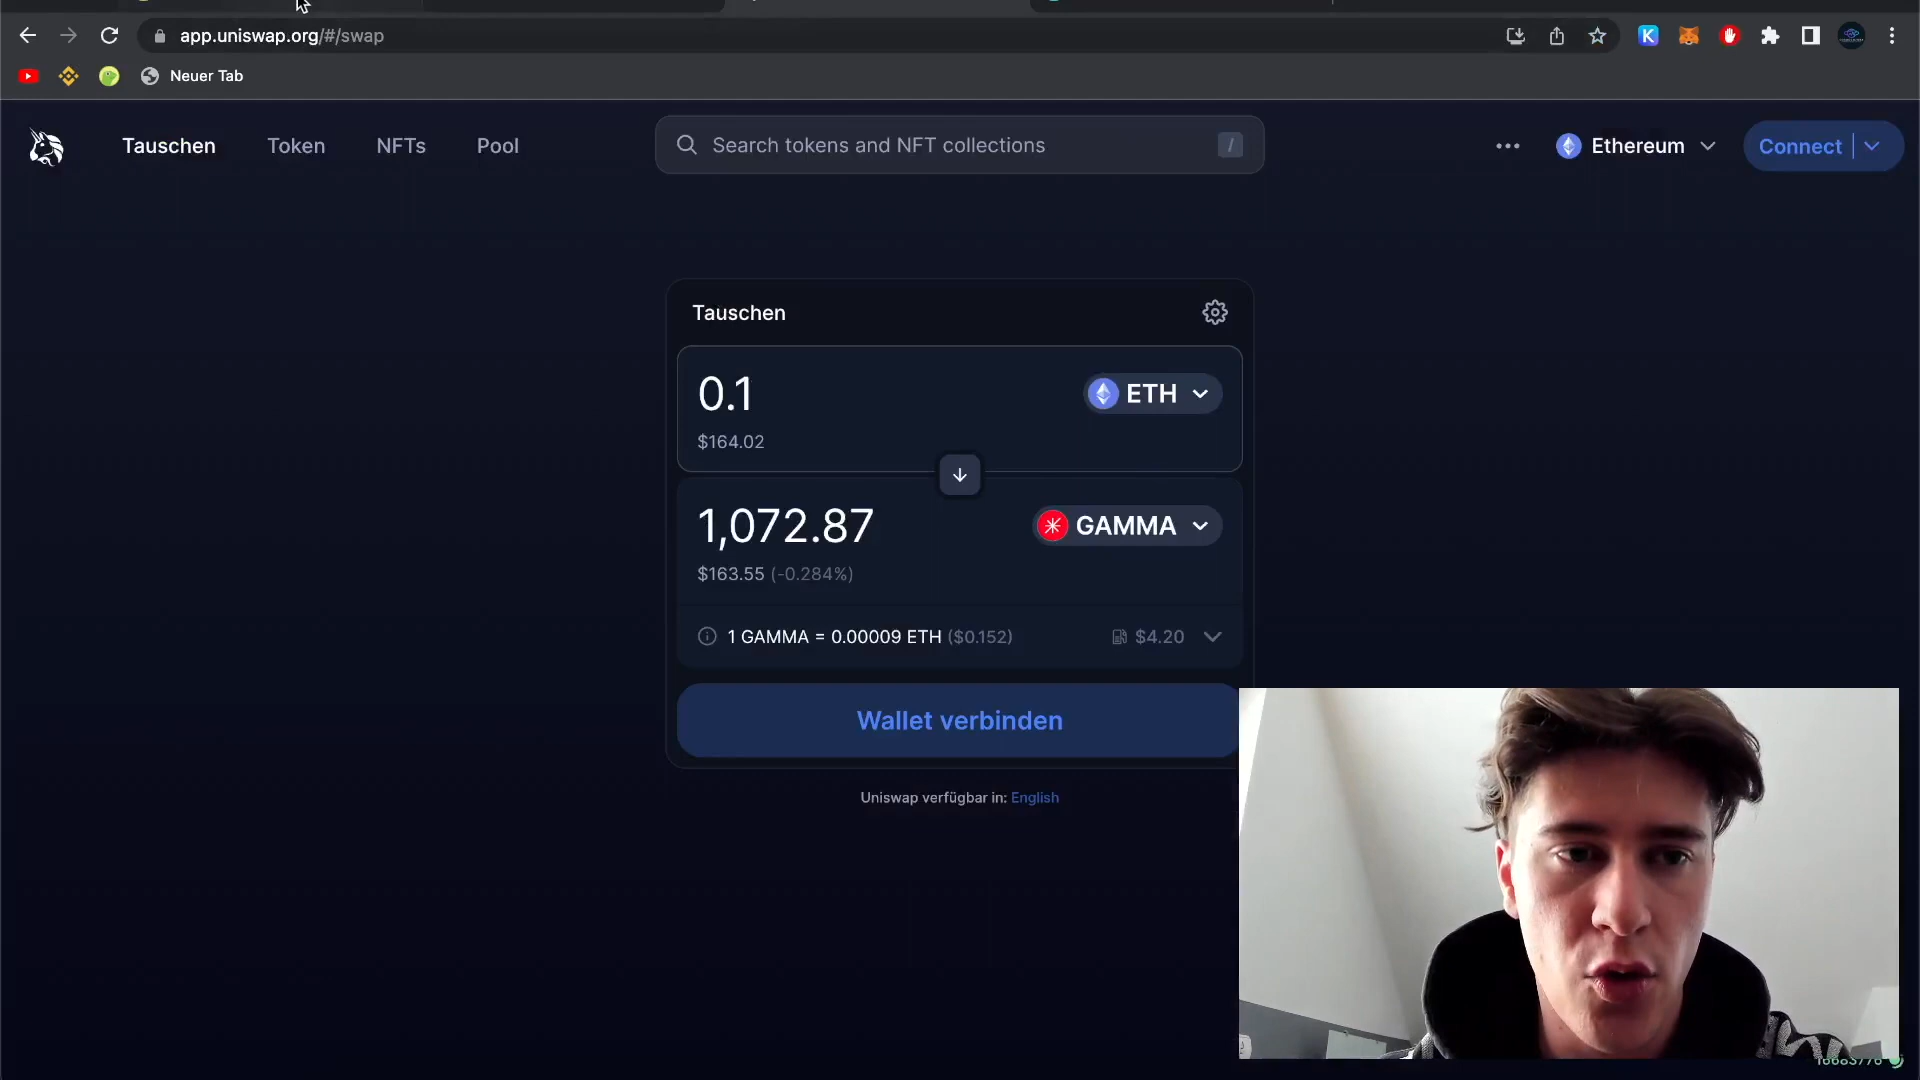 app.uniswap.org/#/swap
Neuer Tab
Tauschen Token NFTs Pool
Search tokens and NFT collections /
Ethereum
Connect
Tauschen
0.1 ETH
$164.02
1,072.87 GAMMA
$163.55 (-0.284%)
1 GAMMA = 0.00009 ETH ($0.152) $4.20
Wallet verbinden
Uniswap verfügbar in: English